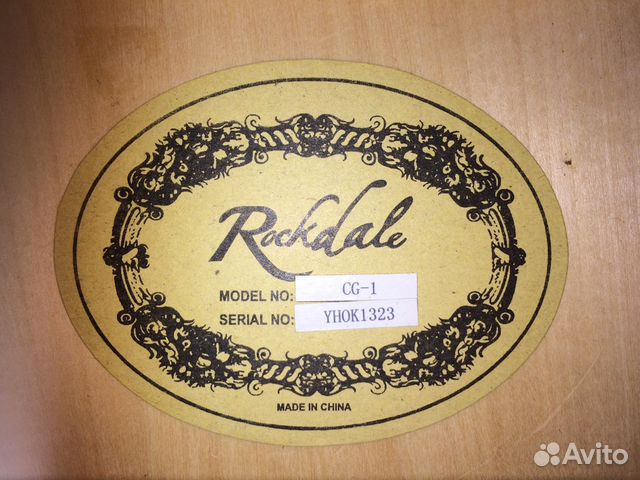 Rockdale
MODEL NO: CG-1
SERIAL NO: YHOK1323
MADE IN CHINA
Avito